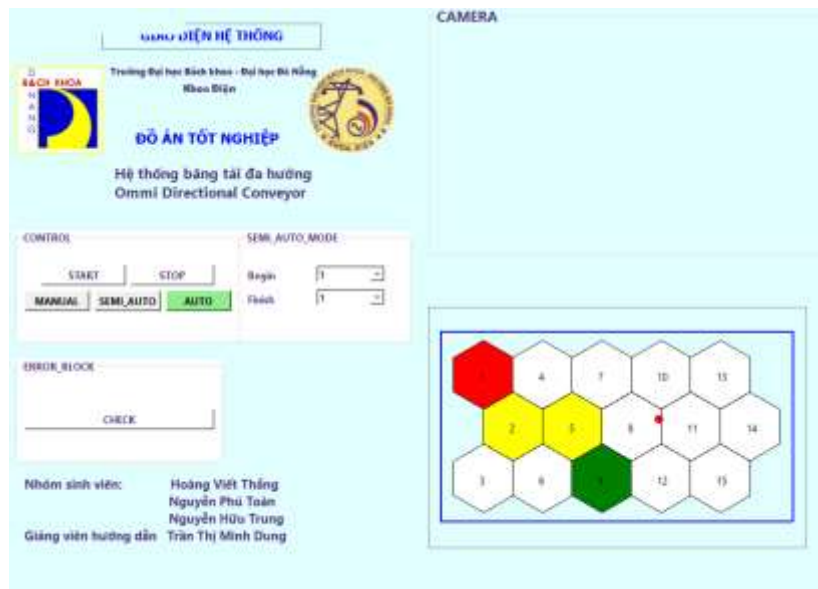 GIAO DIỆN HỆ THỐNG
Trường Đại học Bách khoa - Đại học Đà Nẵng
Khoa Điện
BÁCH KHOA
ĐỒ ÁN TỐT NGHIỆP
Hệ thống băng tải đa hướng
Ommi Directional Conveyor
CONTROL
START STOP
MANUAL SEMI_AUTO AUTO
SEMI_AUTO_MODE
Begin 1
Finish 1
ERROR_BLOCK
CHECK
Nhóm sinh viên: Hoàng Viết Thắng
Nguyễn Phú Toàn
Nguyễn Hữu Trung
Giảng viên hướng dẫn Trần Thị Minh Dung
CAMERA
4 7 10 13
2 5 8 11 14
3 6 12 15